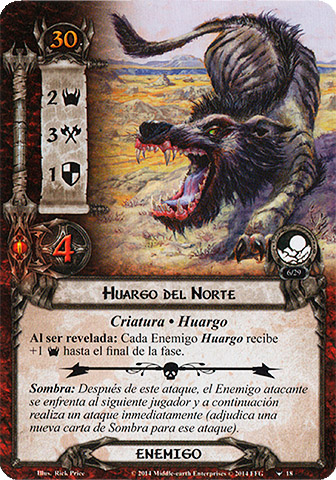 30
2
3
1
4
6/29
Huargo del Norte
Criatura • Huargo
Al ser revelada: Cada Enemigo Huargo recibe
+1 hasta el final de la fase.
Sombra: Después de este ataque, el Enemigo atacante
se enfrenta al siguiente jugador y a continuación
realiza un ataque inmediatamente (adjudica una
nueva carta de Sombra para ese ataque).
ENEMIGO
Illus. Rick Price
© 2014 Middle-earth Enterprises © 2014 FFG
18